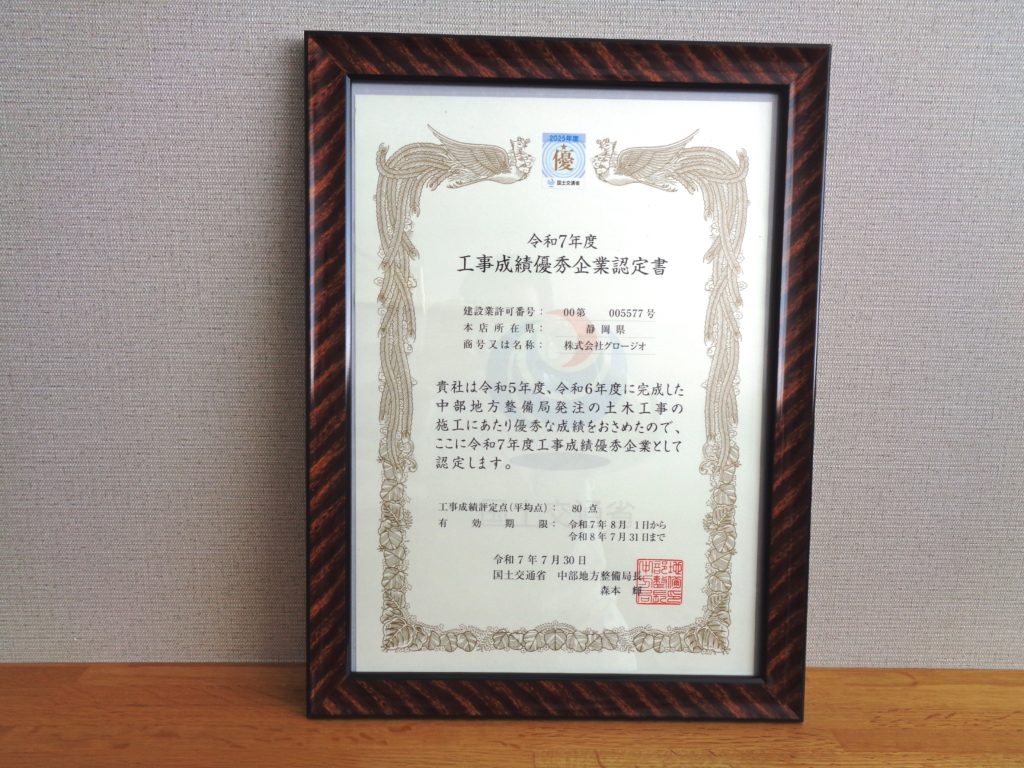 2025年度
優
国土交通省
令和7年度
工事成績優秀企業認定書
建設業許可番号： 00第 005577号
本店所在県： 静岡県
商号又は名称： 株式会社グロージオ
貴社は令和5年度、令和6年度に完成した
中部地方整備局発注の土木工事の
施工にあたり優秀な成績をおさめたので、
ここに令和7年度工事成績優秀企業として
認定します。
工事成績評定点（平均点）： 80 点
有効期限： 令和7年8月 1日から
令和8年7月31日まで
令和7年7月30日
国土交通省 中部地方整備局長
森本 輝